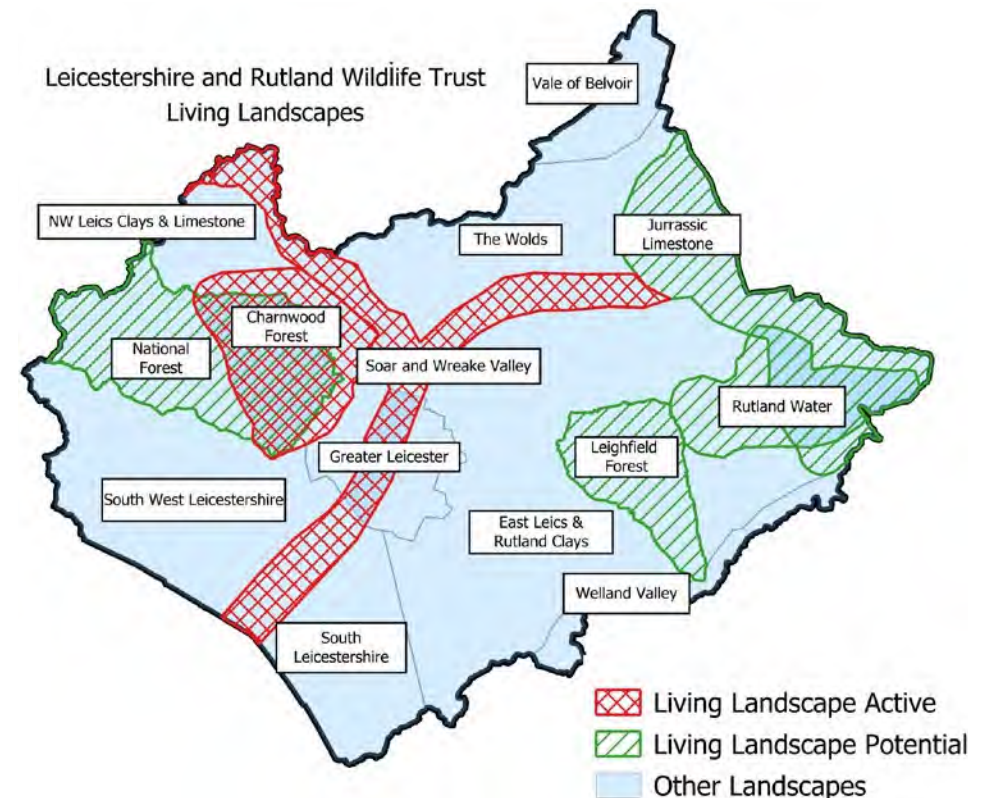 Leicestershire and Rutland Wildlife Trust
Living Landscapes
Vale of Belvoir
NW Leics Clays & Limestone
The Wolds
Jurrassic
Limestone
Charnwood
Forest
National
Forest
Soar and Wreake Valley
Rutland Water
Greater Leicester
Leighfield
Forest
South West Leicestershire
East Leics &
Rutland Clays
Welland Valley
South
Leicestershire
Living Landscape Active
Living Landscape Potential
Other Landscapes